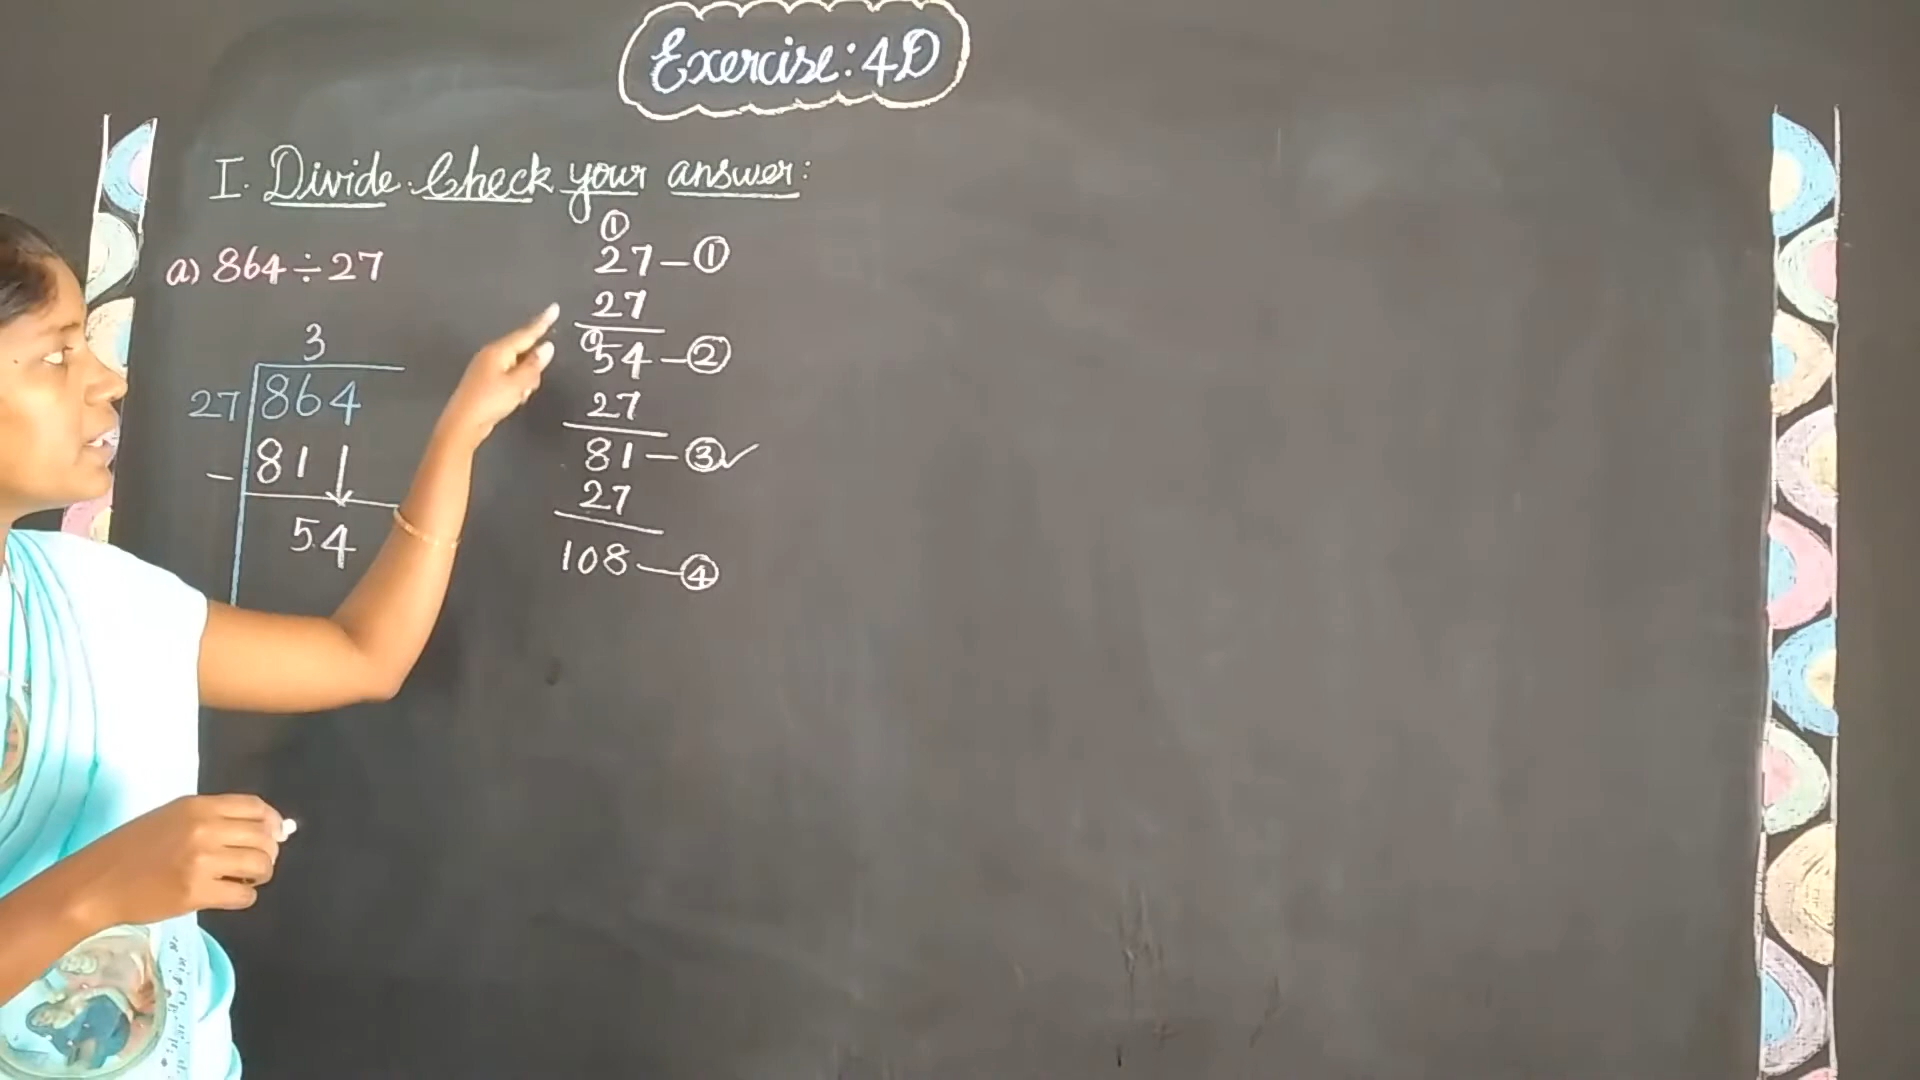 Exercise: 4D
I. Divide. Check your answer:
a) 864 ÷ 27
3
27 864
- 81
54
①
27 - ①
27
①
54 - ②
27
81 - ③ ✓
27
108 - ④